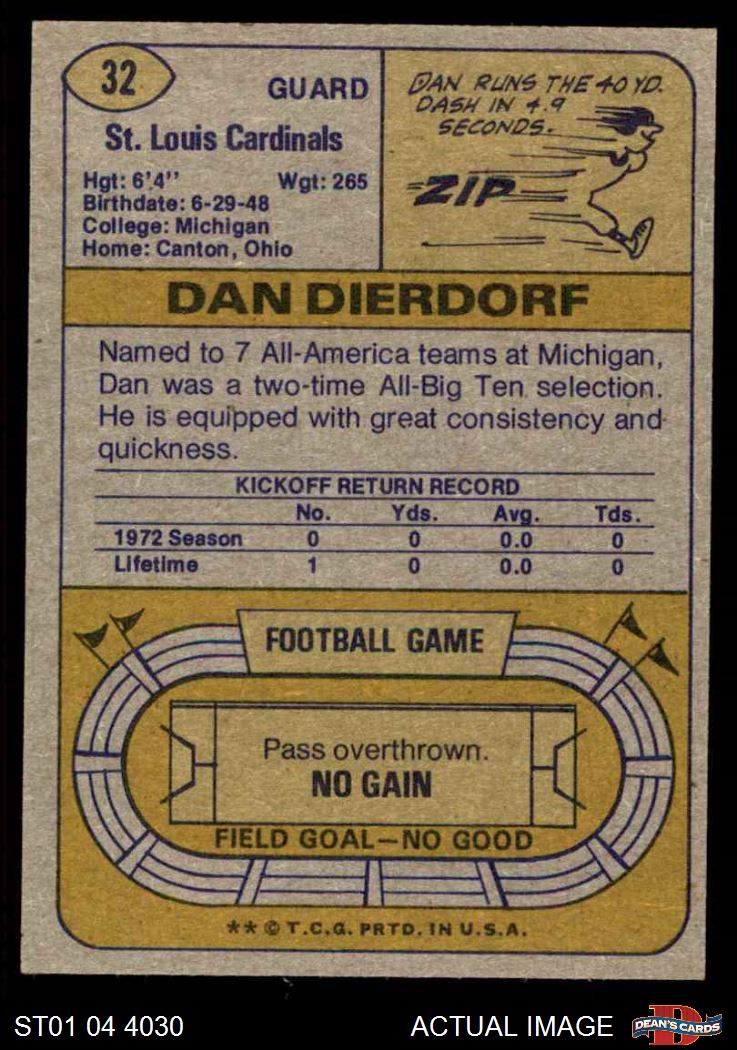 32
GUARD
St. Louis Cardinals
Hgt: 6'4" Wgt: 265
Birthdate: 6-29-48
College: Michigan
Home: Canton, Ohio
DAN RUNS THE 40 YD.
DASH IN 4.9
SECONDS.
ZIP
DAN DIERDORF
Named to 7 All-America teams at Michigan,
Dan was a two-time All-Big Ten selection.
He is equipped with great consistency and
quickness.
KICKOFF RETURN RECORD
No. Yds. Avg. Tds.
1972 Season 0 0 0.0 0
Lifetime 1 0 0.0 0
FOOTBALL GAME
Pass overthrown.
NO GAIN
FIELD GOAL—NO GOOD
** © T.C.G. PRTD. IN U.S.A.
ST01 04 4030 ACTUAL IMAGE
D
DEAN'S CARDS